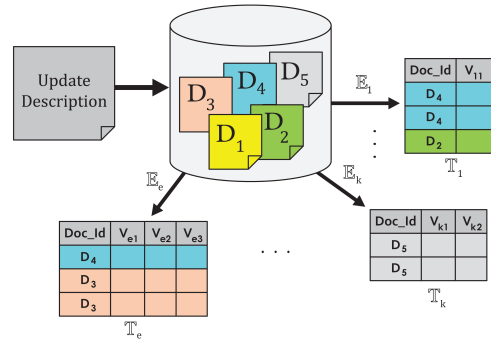 Update
Description
D3
D4
D5
D1
D2
𝔼1
Doc_Id V11
D4
D4
D2
𝕋1
𝔼e
𝔼k
Doc_Id Ve1 Ve2 Ve3
D4
D3
D3
𝕋e
. . .
Doc_Id Vk1 Vk2
D5
D5
𝕋k